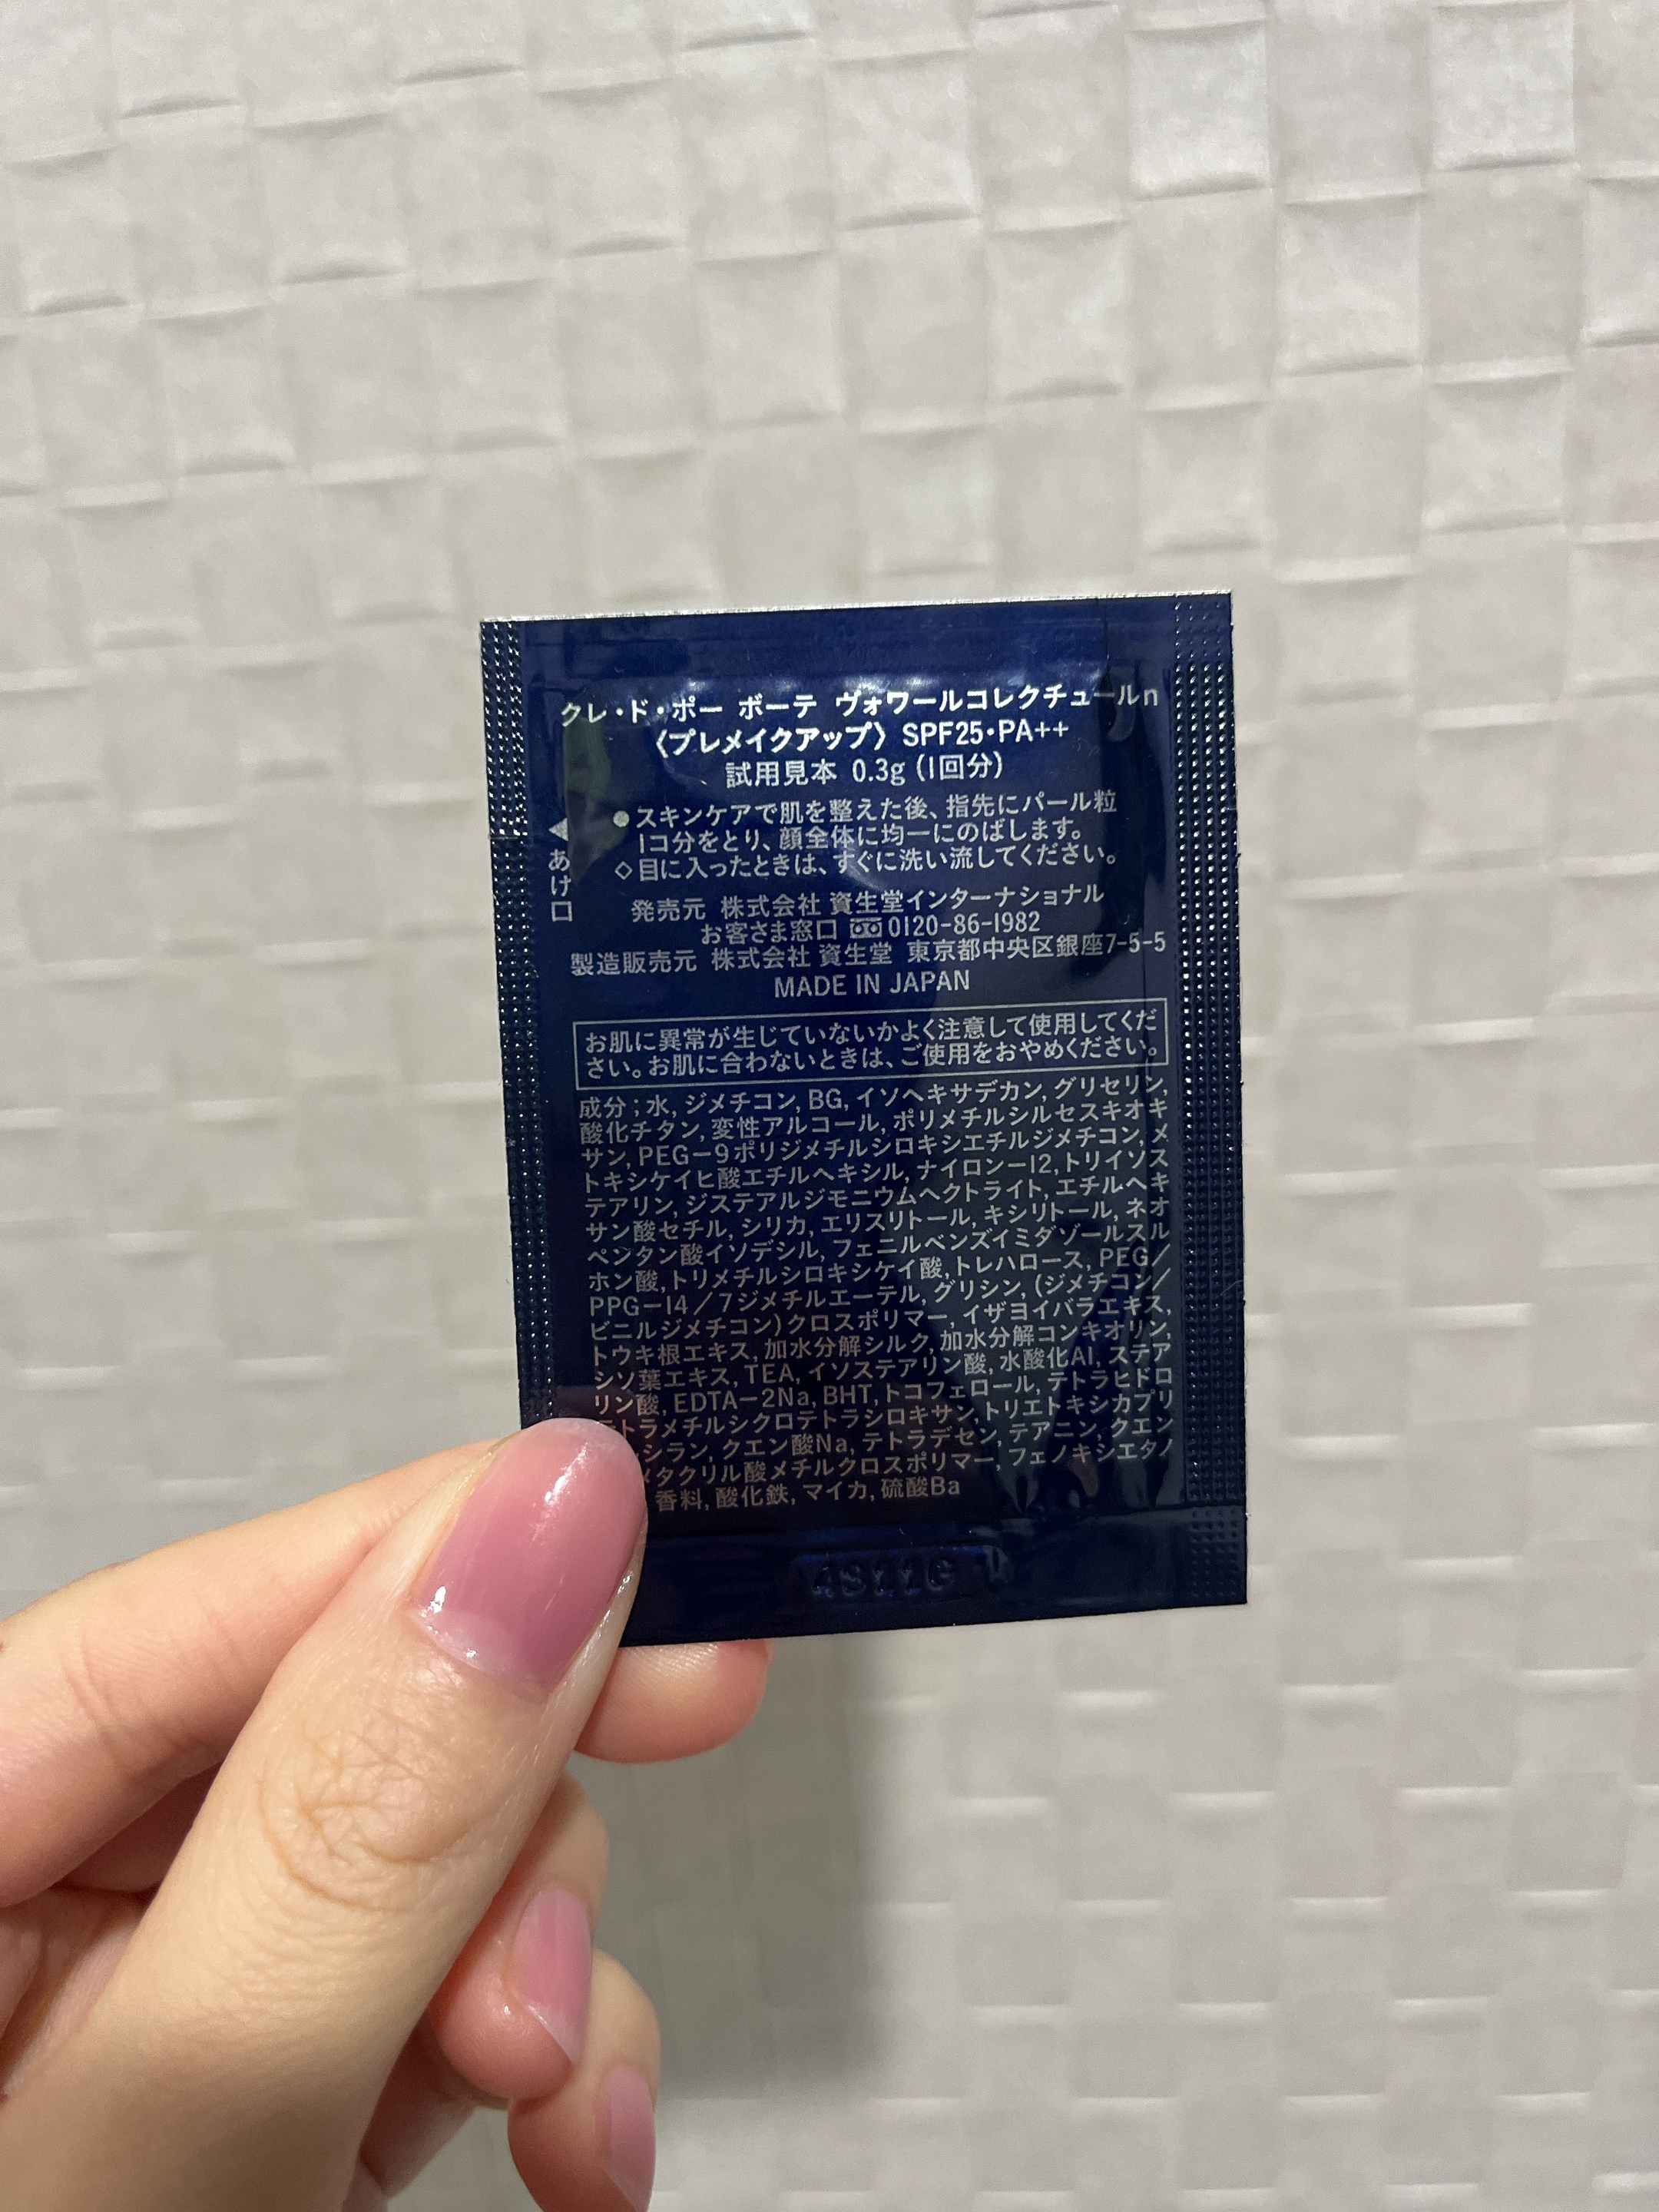 クレ・ド・ポー ボーテ ヴォワールコレクチュールn
〈プレメイクアップ〉 SPF25・PA++
試用見本 0.3g (1回分)
◀あけ口
●スキンケアで肌を整えた後、指先にパール粒
1コ分をとり、顔全体に均一にのばします。
◇目に入ったときは、すぐに洗い流してください。
発売元 株式会社 資生堂インターナショナル
お客さま窓口 0120-86-1982
製造販売元 株式会社 資生堂 東京都中央区銀座7-5-5
MADE IN JAPAN
お肌に異常が生じていないかよく注意して使用してくだ
さい。お肌に合わないときは、ご使用をおやめください。
成分；水, ジメチコン, BG, イソヘキサデカン, グリセリン,
酸化チタン, 変性アルコール, ポリメチルシルセスキオキ
サン, PEG-9ポリジメチルシロキシエチルジメチコン, メ
トキシケイヒ酸エチルヘキシル, ナイロン-12, トリイソス
テアリン, ジステアルジモニウムヘクトライト, エチルヘキ
サン酸セチル, シリカ, エリスリトール, キシリトール, ネオ
ペンタン酸イソデシル, フェニルベンズイミダゾールスル
ホン酸, トリメチルシロキシケイ酸, トレハロース, PEG／
PPG-14／7ジメチルエーテル, グリシン, (ジメチコン／
ビニルジメチコン)クロスポリマー, イザヨイバラエキス,
トウキ根エキス, 加水分解シルク, 加水分解コンキオリン,
シソ葉エキス, TEA, イソステアリン酸, 水酸化Al, ステア
リン酸, EDTA-2Na, BHT, トコフェロール, テトラヒドロ
テトラメチルシクロテトラシロキサン, トリエトキシカプリ
シラン, クエン酸Na, テトラデセン, テアニン, クエン
メタクリル酸メチルクロスポリマー, フェノキシエタノ
香料, 酸化鉄, マイカ, 硫酸Ba